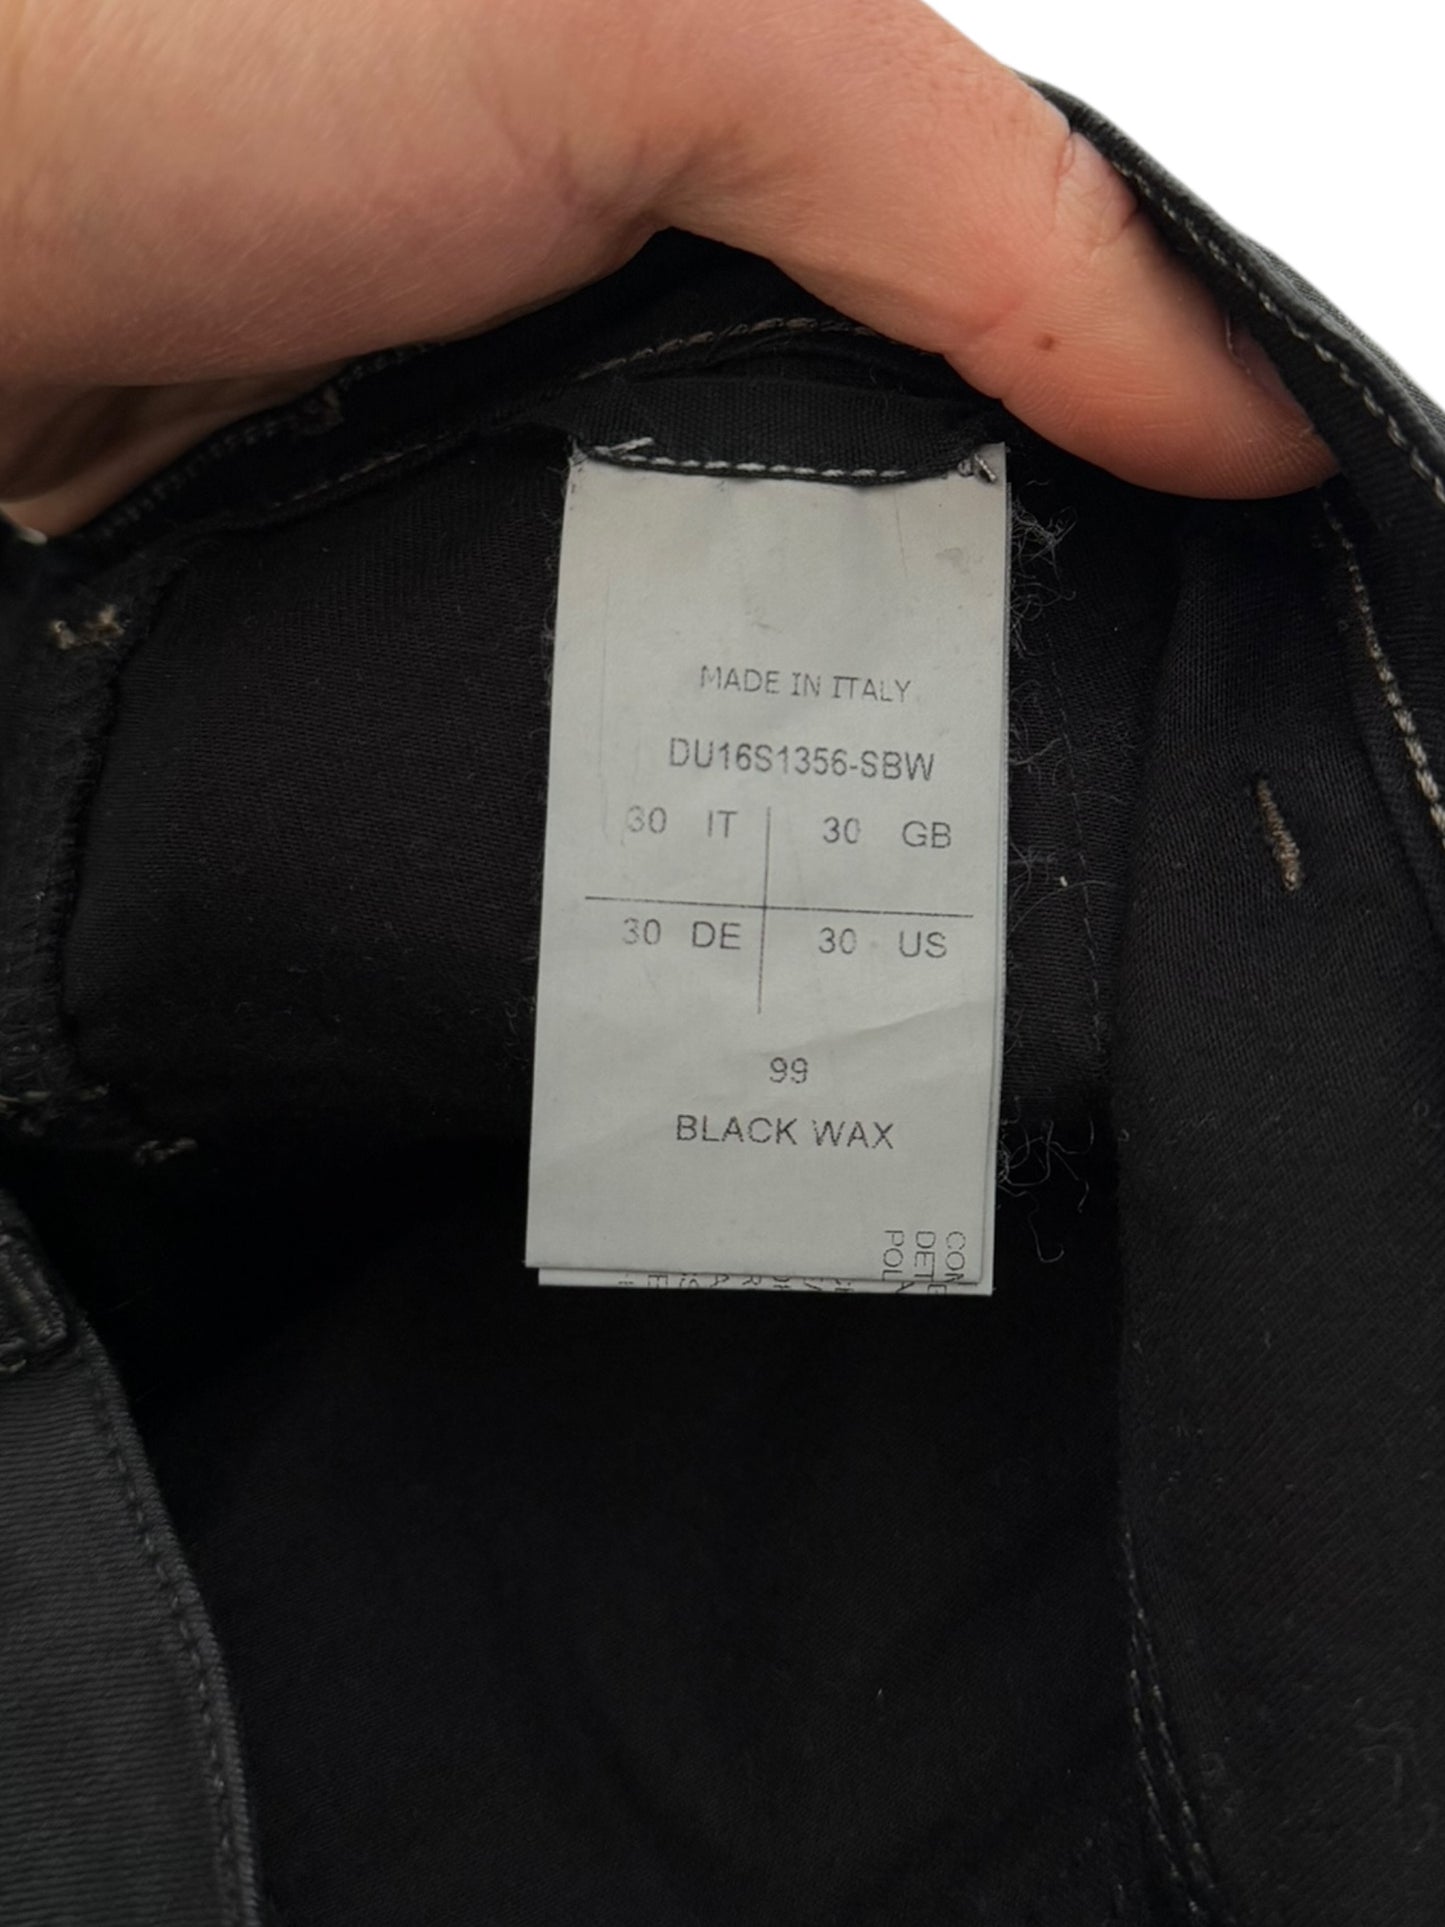 MADE IN ITALY
DU16S1356-SBW
30 IT 30 GB
30 DE 30 US
99
BLACK WAX